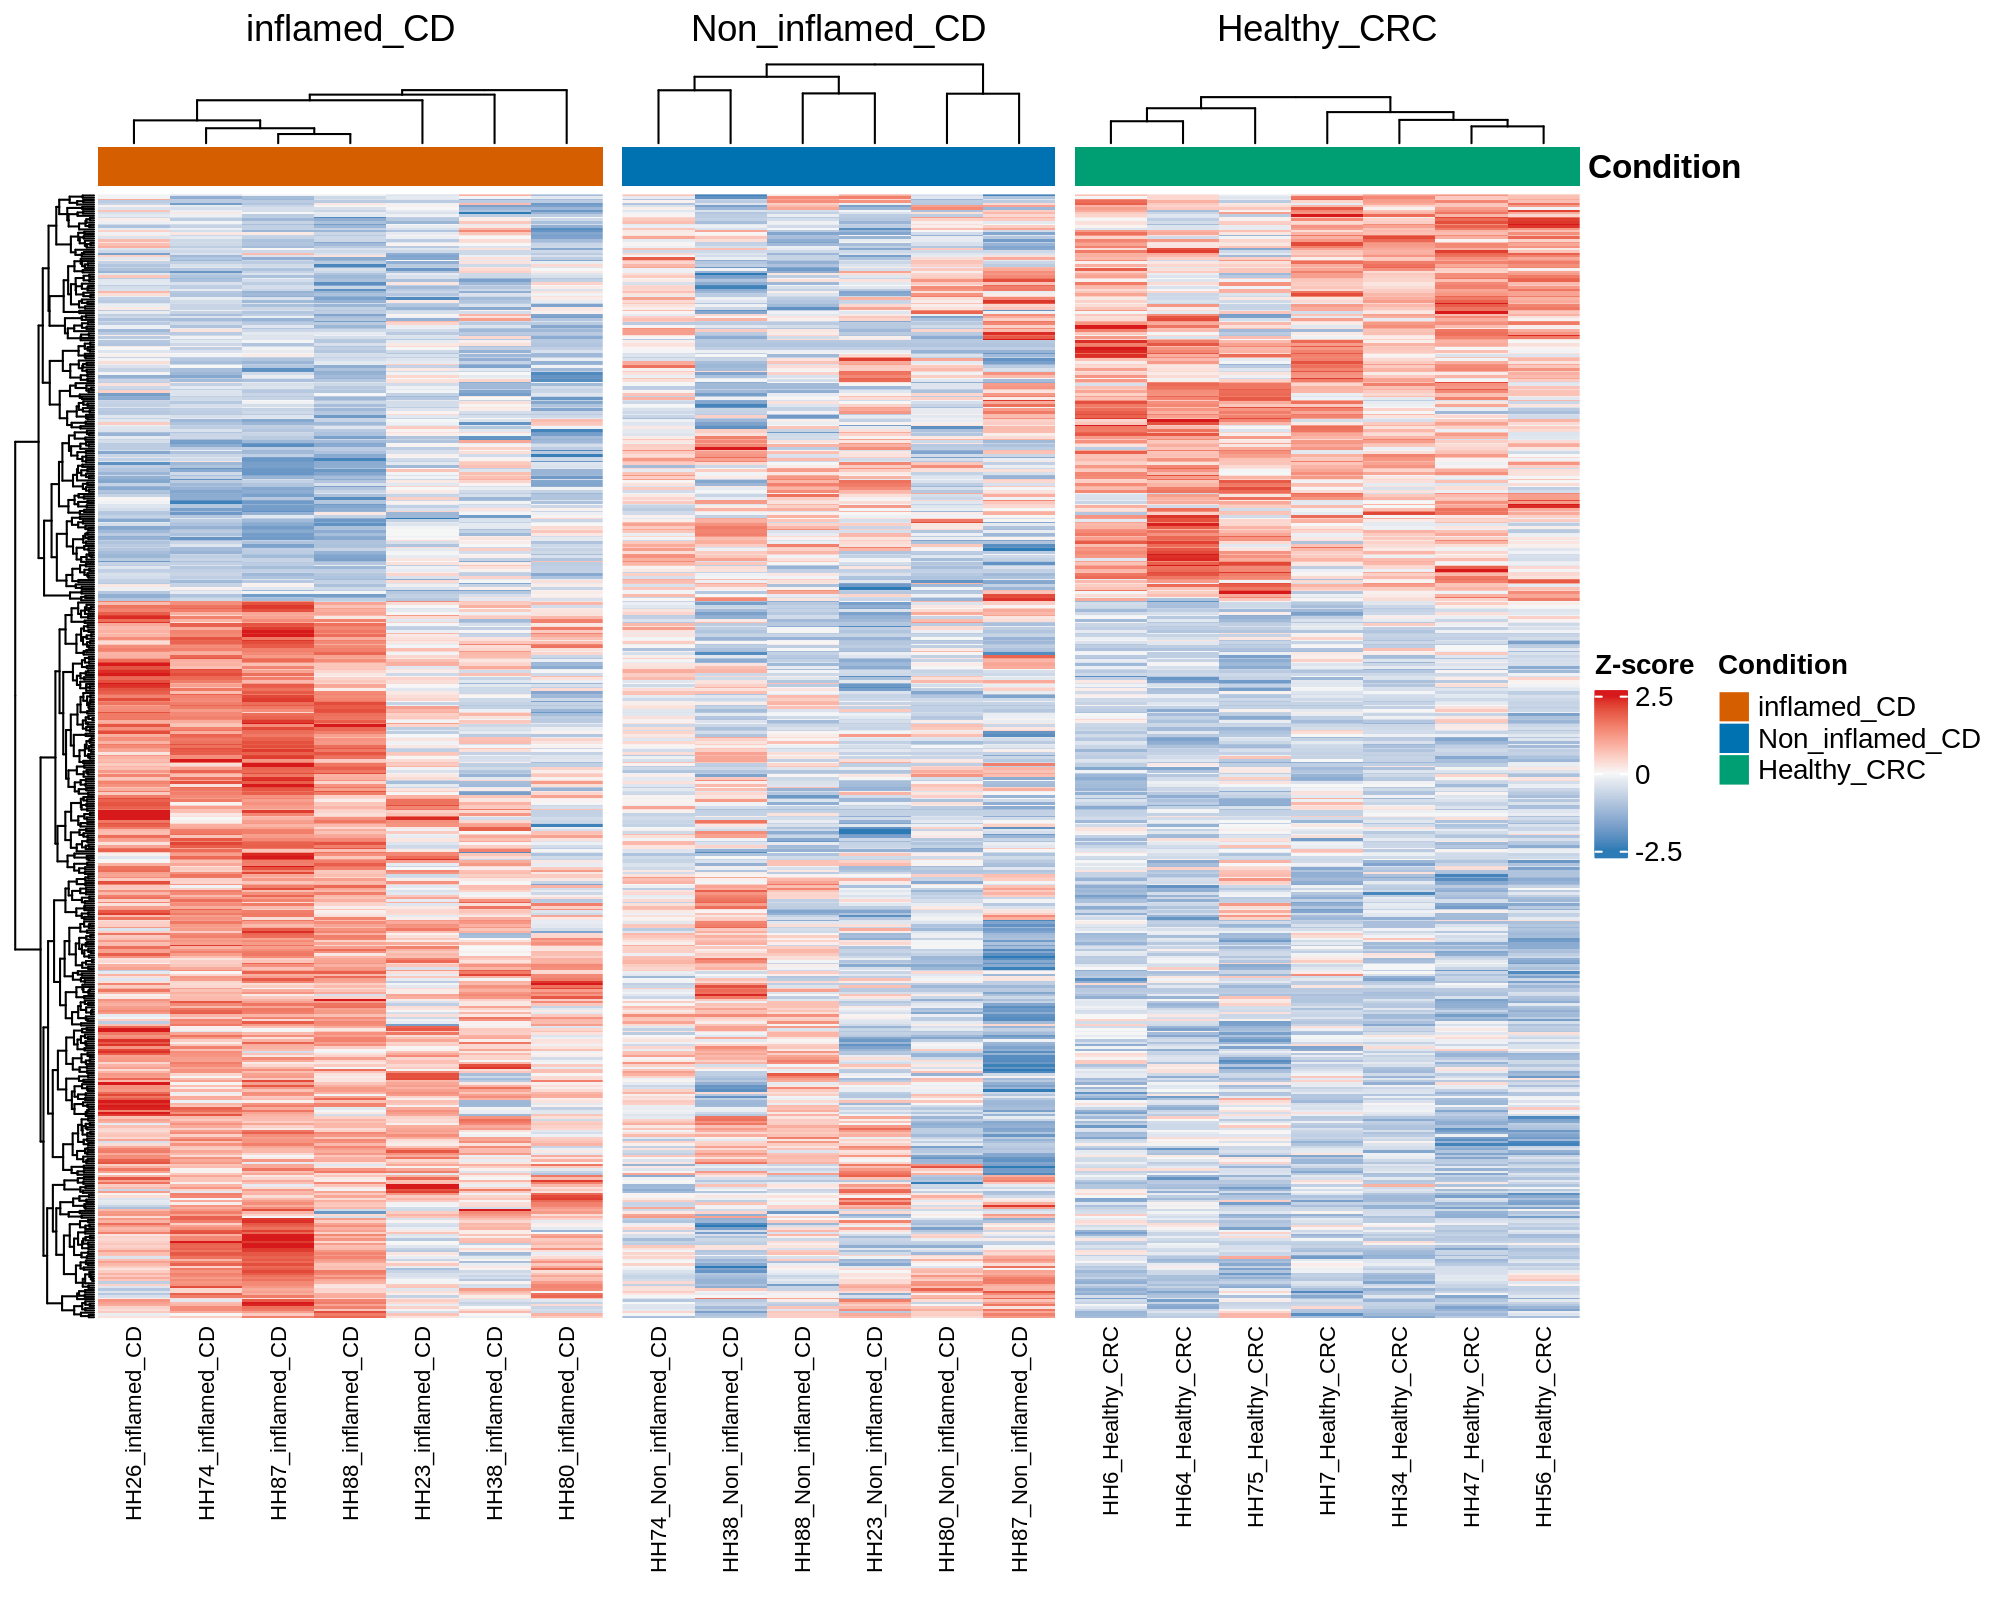 inflamed_CD
Non_inflamed_CD
Healthy_CRC
Condition
Z-score
2.5
0
-2.5
Condition
inflamed_CD
Non_inflamed_CD
Healthy_CRC
HH26_inflamed_CD
HH74_inflamed_CD
HH87_inflamed_CD
HH88_inflamed_CD
HH23_inflamed_CD
HH38_inflamed_CD
HH80_inflamed_CD
HH74_Non_inflamed_CD
HH38_Non_inflamed_CD
HH88_Non_inflamed_CD
HH23_Non_inflamed_CD
HH80_Non_inflamed_CD
HH87_Non_inflamed_CD
HH6_Healthy_CRC
HH64_Healthy_CRC
HH75_Healthy_CRC
HH7_Healthy_CRC
HH34_Healthy_CRC
HH47_Healthy_CRC
HH56_Healthy_CRC